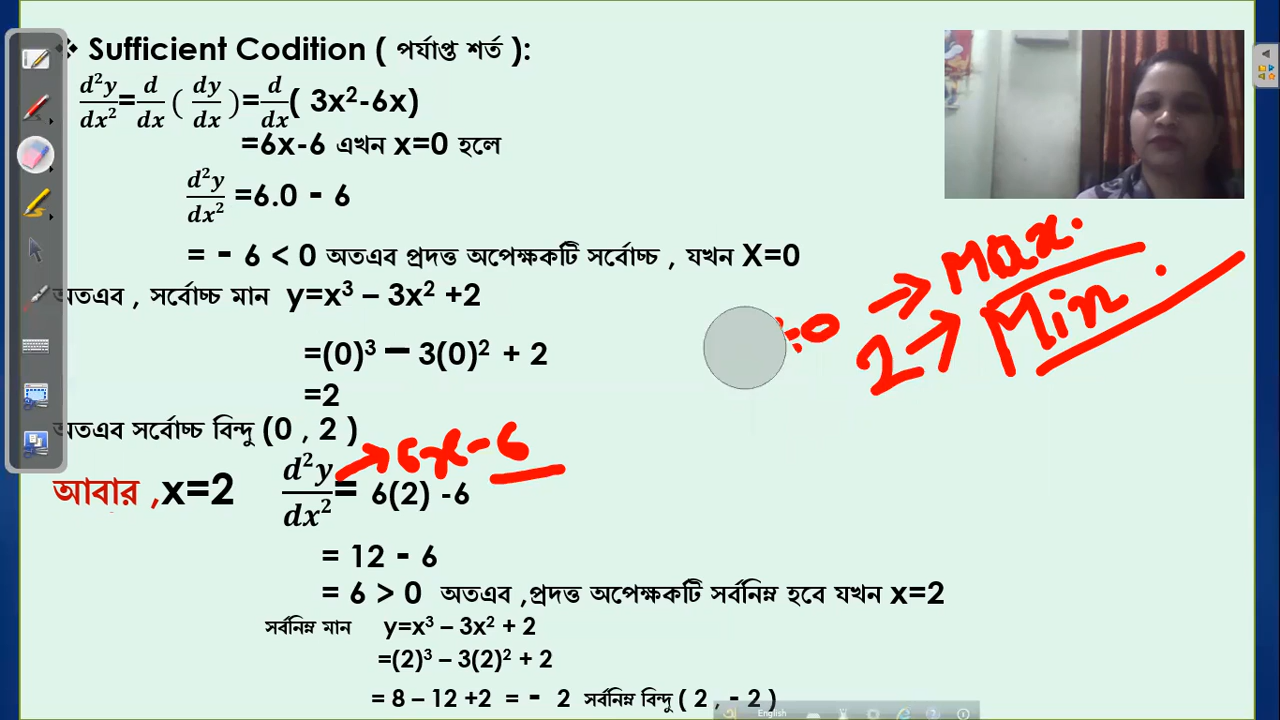 ❖ Sufficient Codition ( পর্যাপ্ত শর্ত ):
d²y/dx²=d/dx(dy/dx)=d/dx( 3x²-6x)
=6x-6 এখন x=0 হলে
d²y/dx² =6.0 - 6
= - 6 < 0 অতএব প্রদত্ত অপেক্ষকটি সর্বোচ্চ , যখন X=0
অতএব , সর্বোচ্চ মান y=x³ – 3x² +2
=(0)³ – 3(0)² + 2
=2
অতএব সর্বোচ্চ বিন্দু (0 , 2 )
→ 6x-6
আবার ,x=2 d²y/dx²= 6(2) -6
= 12 - 6
= 6 > 0 অতএব ,প্রদত্ত অপেক্ষকটি সর্বনিম্ন হবে যখন x=2
সর্বনিম্ন মান y=x³ – 3x² + 2
=(2)³ – 3(2)² + 2
= 8 – 12 +2 = - 2 সর্বনিম্ন বিন্দু ( 2 , - 2 )
0 → Max.
2 → Min.
English